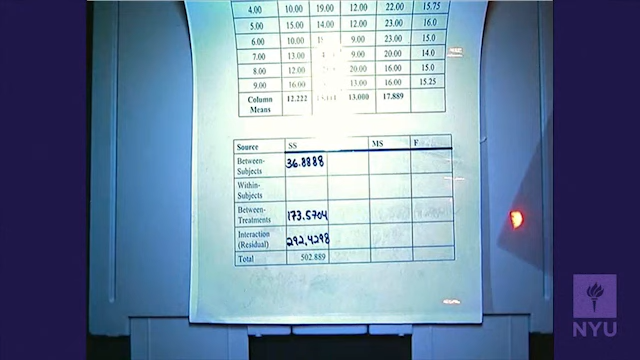 4.00 10.00 19.00 12.00 22.00 15.75
5.00 15.00 14.00 12.00 23.00 16.0
6.00 10.00 9.00 23.00 15.0
7.00 13.00 9.00 20.00 14.0
8.00 12.00 20.00 16.00 15.0
9.00 16.00 16.00 16.00 15.25
Column Means 12.222 13.000 17.889
Source SS MS F
Between-Subjects 36.8888
Within-Subjects
Between-Treatments 173.5704
Interaction (Residual) 292.4298
Total 502.889
NYU